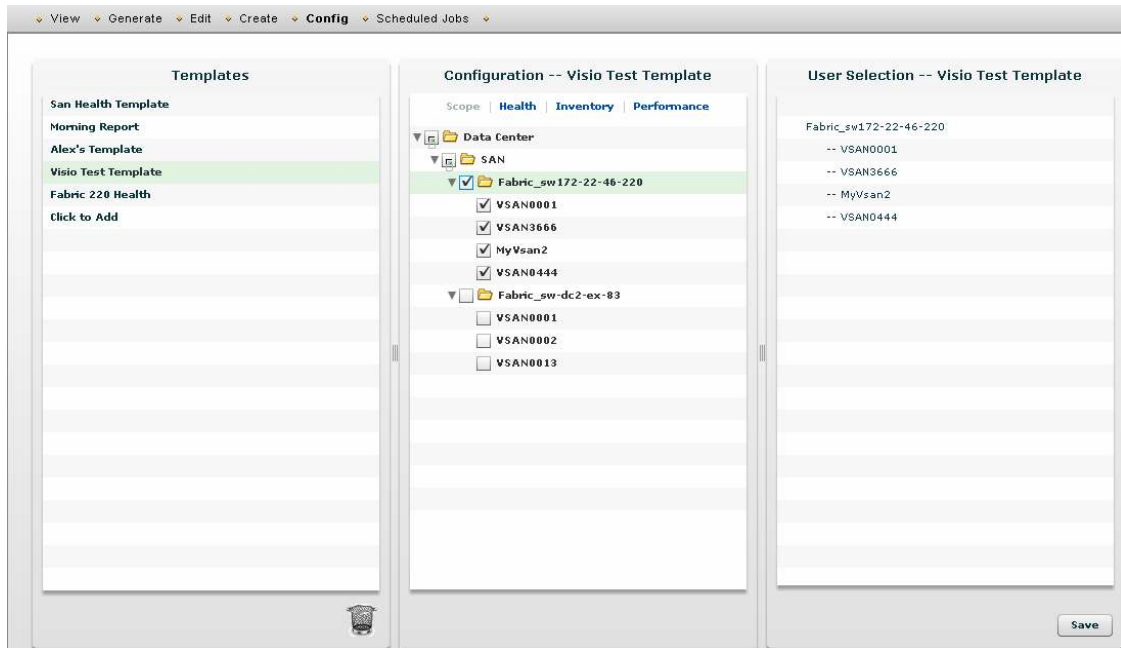 View Generate Edit Create Config Scheduled Jobs
Templates
San Health Template
Morning Report
Alex's Template
Visio Test Template
Fabric 220 Health
Click to Add
Configuration -- Visio Test Template
Scope | Health | Inventory | Performance
Data Center
SAN
Fabric_sw172-22-46-220
VSAN0001
VSAN3666
MyVsan2
VSAN0444
Fabric_sw-dc2-ex-83
VSAN0001
VSAN0002
VSAN0013
User Selection -- Visio Test Template
Fabric_sw172-22-46-220
-- VSAN0001
-- VSAN3666
-- MyVsan2
-- VSAN0444
Save